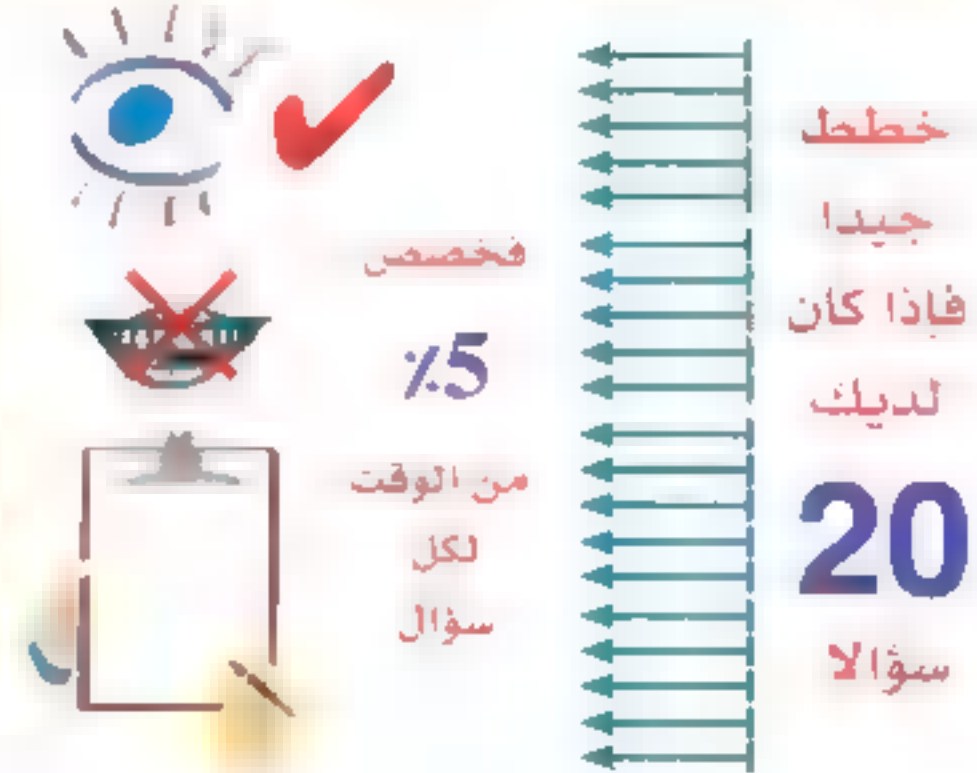 خطط
جيدا
فإذا كان
لديك
20
سؤالا
فخصص
5٪
من الوقت
لكل
سؤال